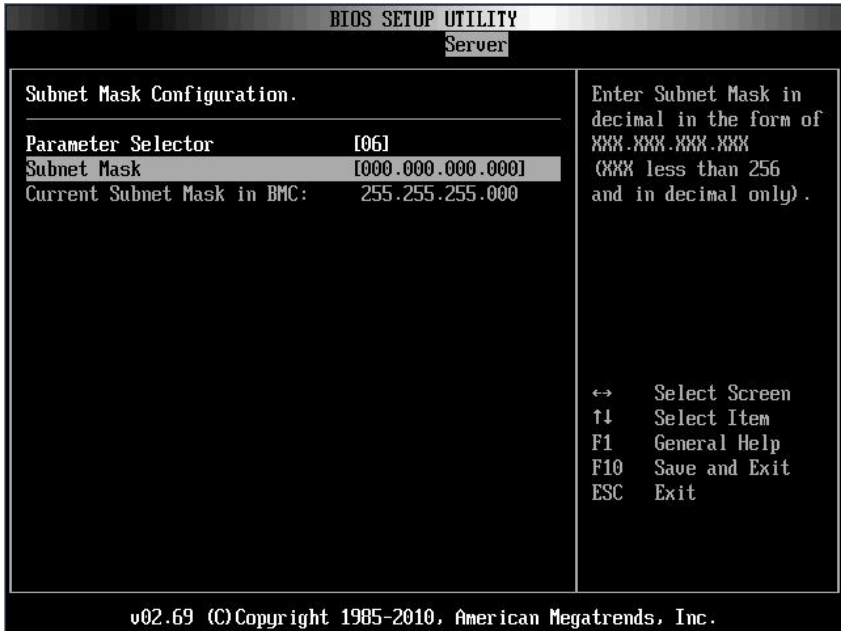 BIOS SETUP UTILITY
Server
Subnet Mask Configuration.
Parameter Selector [06]
Subnet Mask [000.000.000.000]
Current Subnet Mask in BMC: 255.255.255.000
Enter Subnet Mask in
decimal in the form of
XXX.XXX.XXX.XXX
(XXX less than 256
and in decimal only).
↔ Select Screen
↑↓ Select Item
F1 General Help
F10 Save and Exit
ESC Exit
v02.69 (C)Copyright 1985-2010, American Megatrends, Inc.